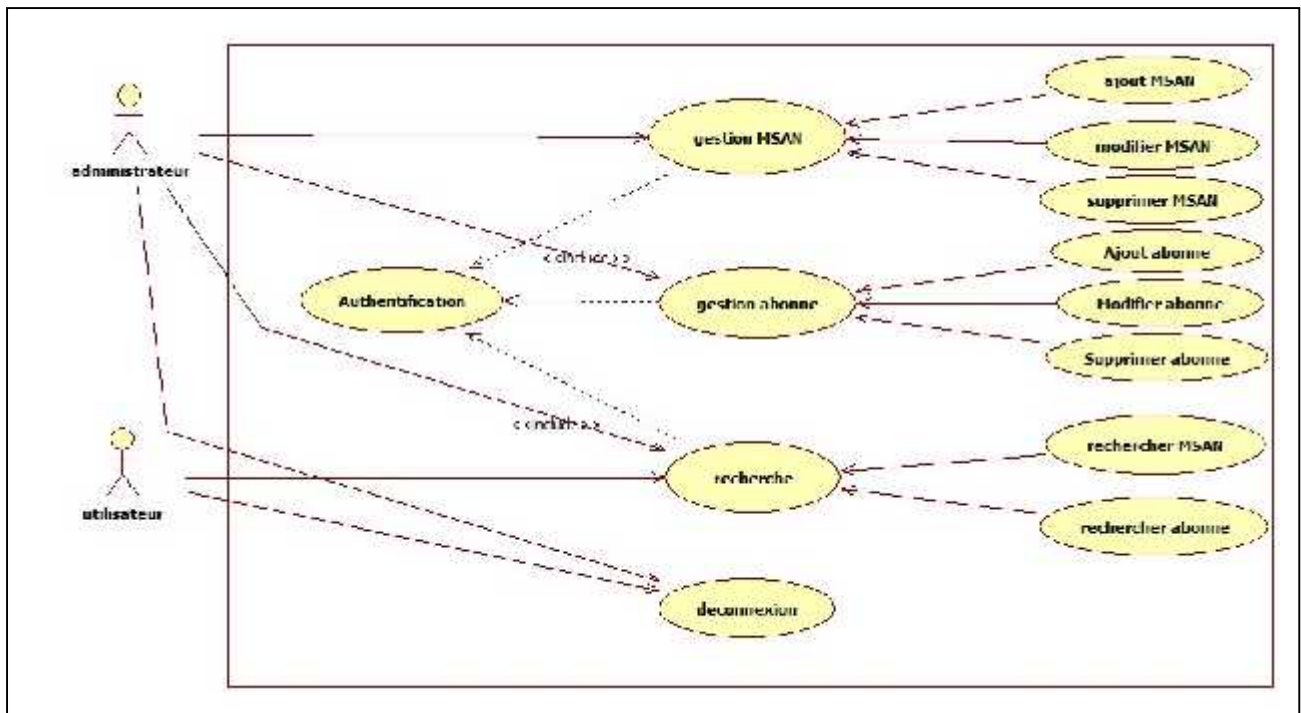 administrateur
utilisateur
gestion MSAN
ajout MSAN
modifier MSAN
supprimer MSAN
Authentification
gestion abonne
Ajout abonne
Modifier abonne
Supprimer abonne
recherche
rechercher MSAN
rechercher abonne
deconnexion